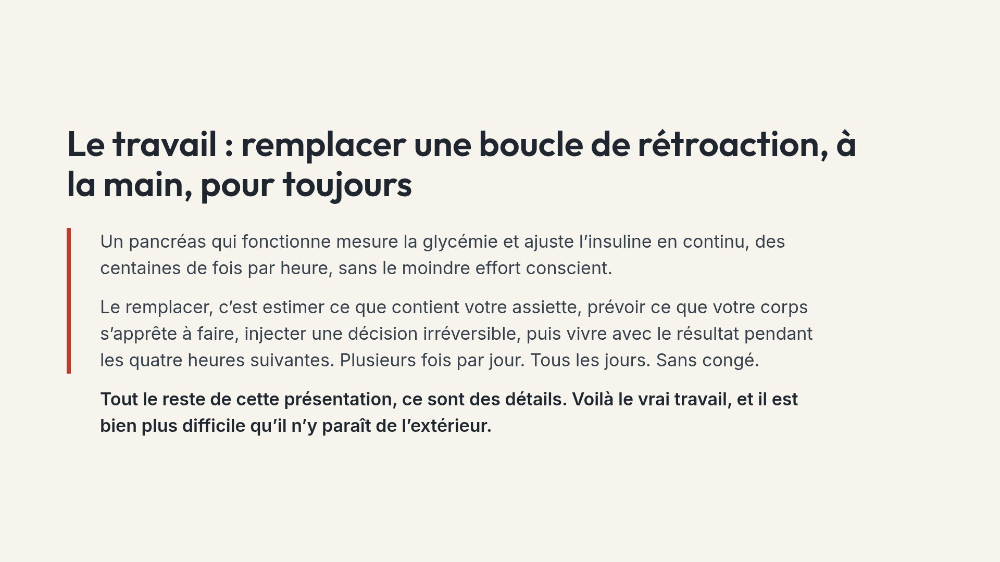 Le travail : remplacer une boucle de rétroaction, à
la main, pour toujours
Un pancréas qui fonctionne mesure la glycémie et ajuste l’insuline en continu, des
centaines de fois par heure, sans le moindre effort conscient.
Le remplacer, c’est estimer ce que contient votre assiette, prévoir ce que votre corps
s’apprête à faire, injecter une décision irréversible, puis vivre avec le résultat pendant
les quatre heures suivantes. Plusieurs fois par jour. Tous les jours. Sans congé.
Tout le reste de cette présentation, ce sont des détails. Voilà le vrai travail, et il est
bien plus difficile qu’il n’y paraît de l’extérieur.